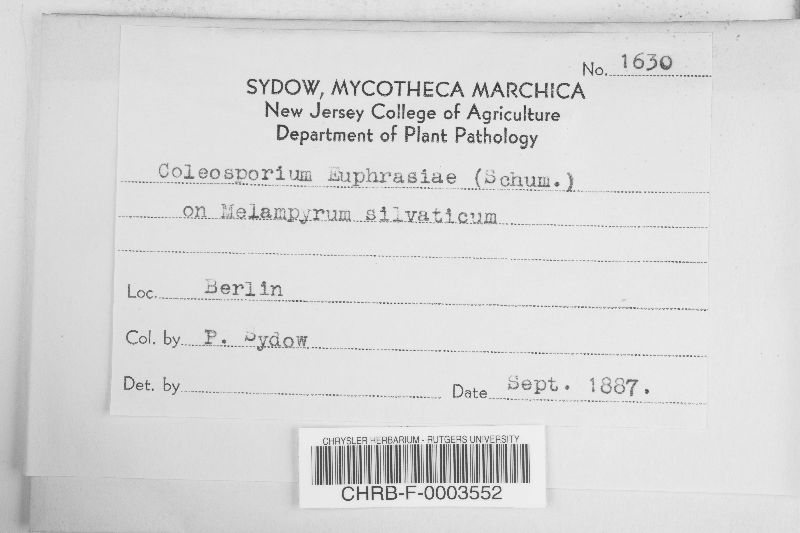 No. 1630
SYDOW, MYCOTHECA MARCHICA
New Jersey College of Agriculture
Department of Plant Pathology
Coleosporium Euphrasiae (Schum.)
on Melampyrum silvaticum
Loc. Berlin
Col. by P. Sydow
Det. by
Date Sept. 1887.
CHRYSLER HERBARIUM - RUTGERS UNIVERSITY
CHRB-F-0003552